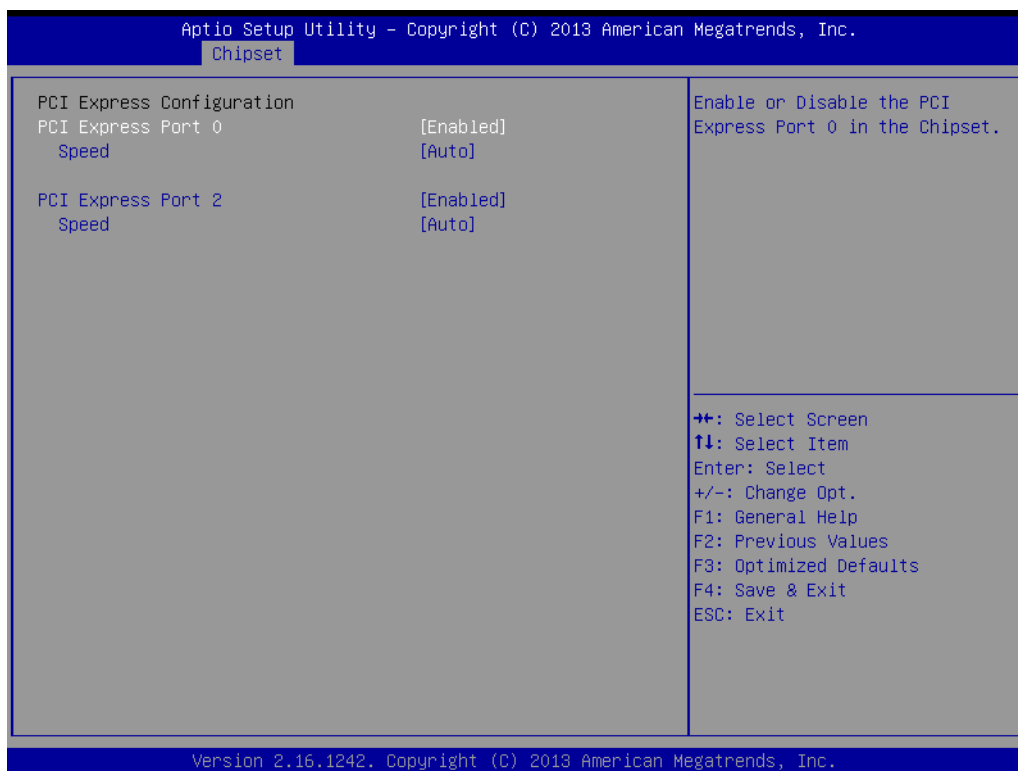 Aptio Setup Utility – Copyright (C) 2013 American Megatrends, Inc.
Chipset
PCI Express Configuration
PCI Express Port 0 [Enabled]
Speed [Auto]
PCI Express Port 2 [Enabled]
Speed [Auto]
Enable or Disable the PCI
Express Port 0 in the Chipset.
→←: Select Screen
↑↓: Select Item
Enter: Select
+/-: Change Opt.
F1: General Help
F2: Previous Values
F3: Optimized Defaults
F4: Save & Exit
ESC: Exit
Version 2.16.1242. Copyright (C) 2013 American Megatrends, Inc.